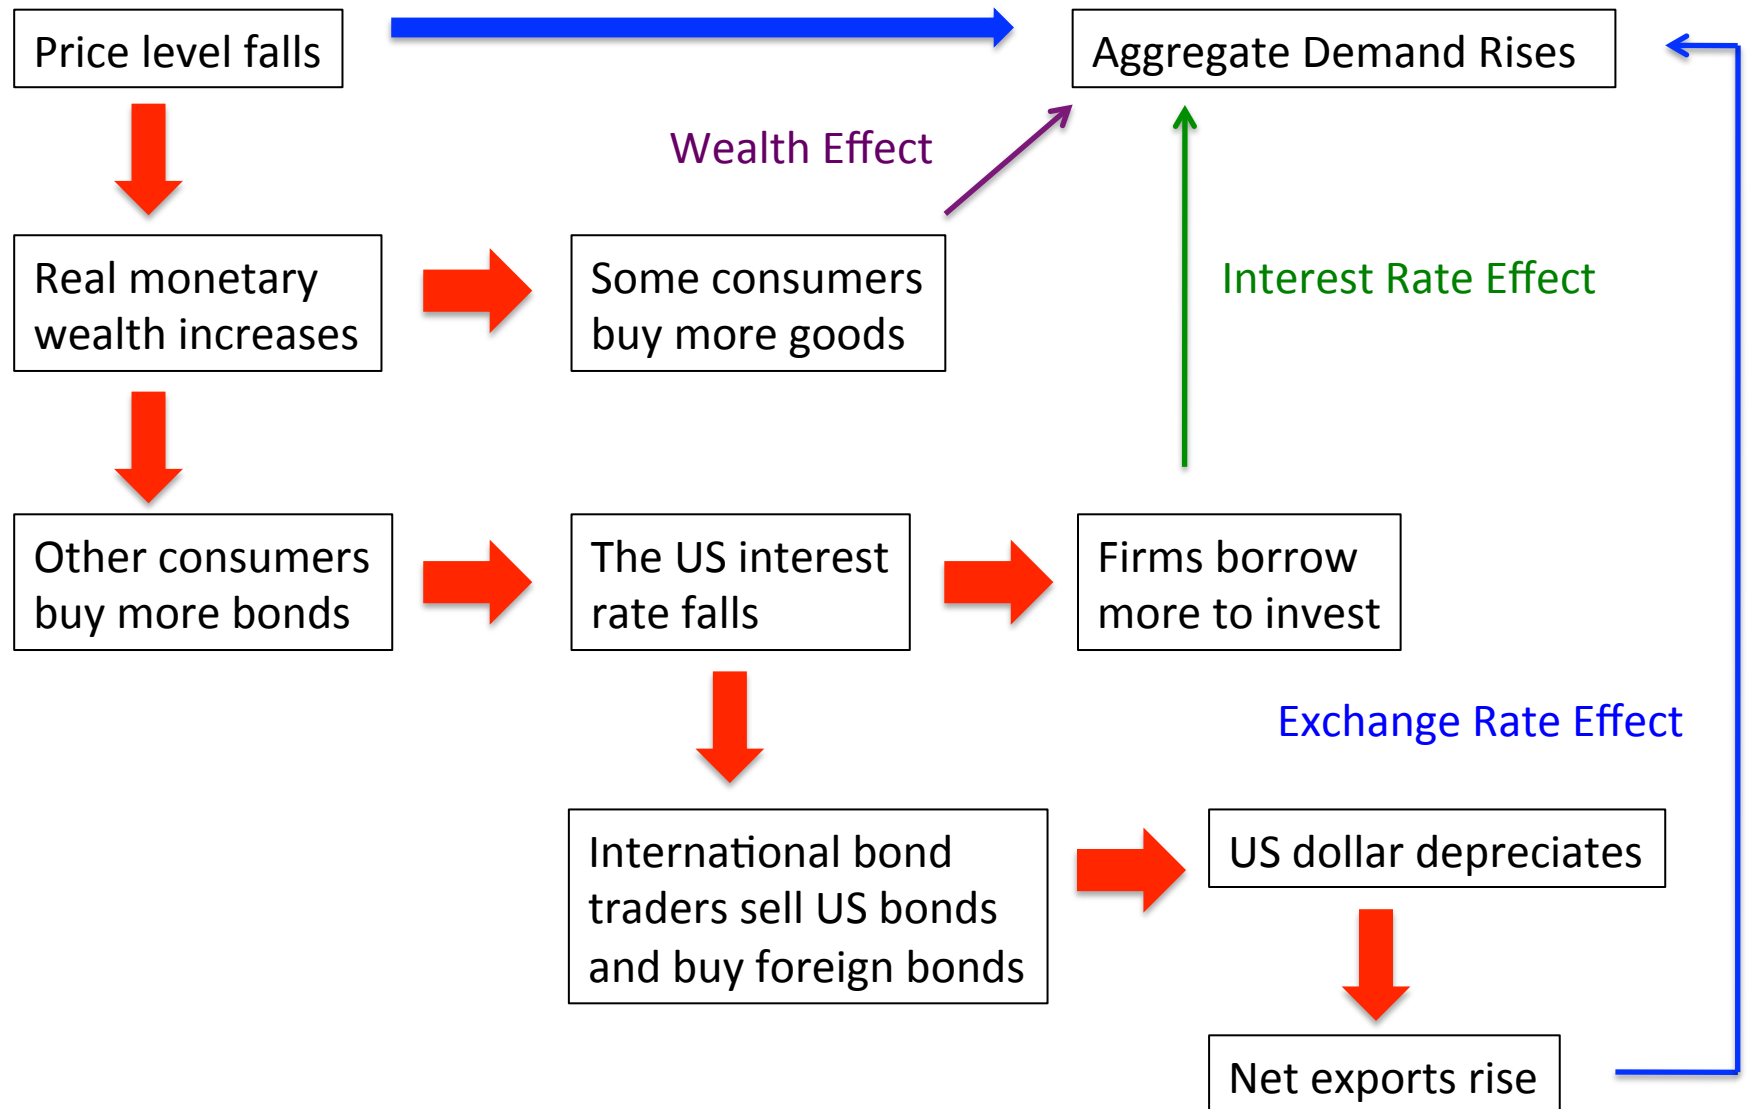 Price level falls
Aggregate Demand Rises
Wealth Effect
Real monetary
wealth increases
Some consumers
buy more goods
Interest Rate Effect
Other consumers
buy more bonds
The US interest
rate falls
Firms borrow
more to invest
Exchange Rate Effect
International bond
traders sell US bonds
and buy foreign bonds
US dollar depreciates
Net exports rise